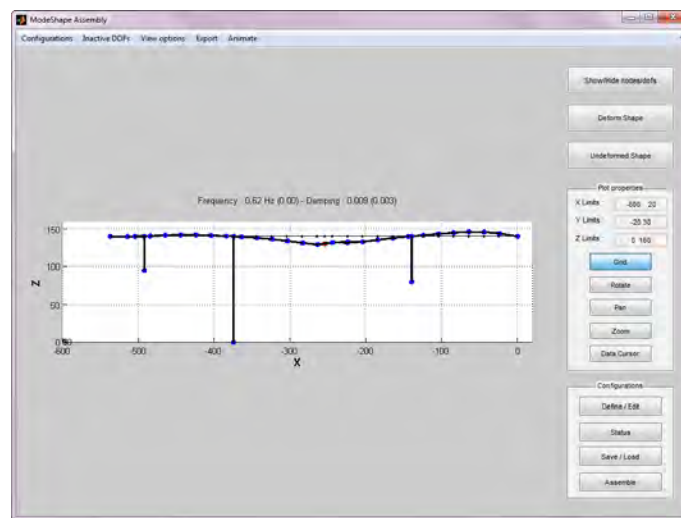 ModeShape Assembly
Configurations Inactive DOFs View options Export Animate
Show/Hide nodes/dofs
Deform Shape
Undeformed Shape
Frequency : 0.62 Hz (0.00) - Damping : 0.009 (0.003)
Plot properties
X Limits -600 20
Y Limits -20 30
Z Limits 0 160
Grid
Rotate
Pan
Zoom
Data Cursor
150
100
50
Z
-600 -500 -400 -300 -200 -100 0
X
Configurations
Define / Edit
Status
Save / Load
Assemble